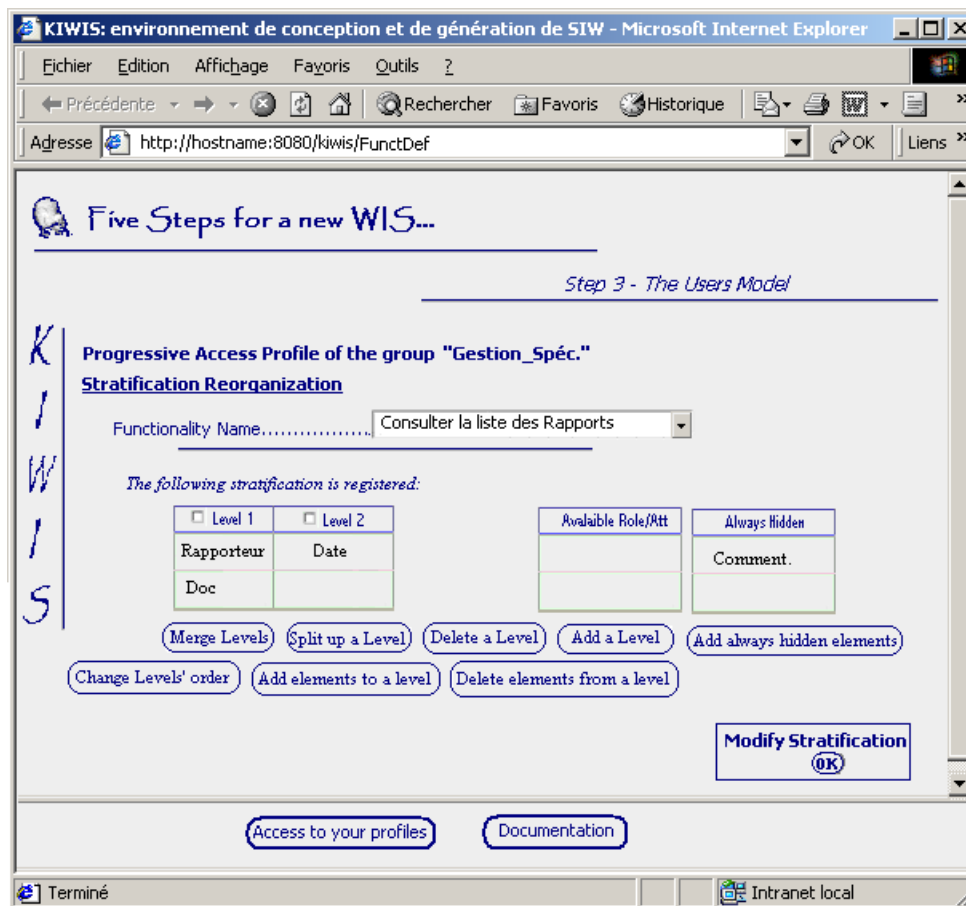 KIWIS: environnement de conception et de génération de SIW - Microsoft Internet Explorer
Fichier Edition Affichage Favoris Outils ?
Précédente Rechercher Favoris Historique »
Adresse http://hostname:8080/kiwis/FunctDef OK Liens »
Five Steps for a new WIS...
Step 3 - The Users Model
K
I
W
I
S
Progressive Access Profile of the group "Gestion_Spéc."
Stratification Reorganization
Functionality Name.................. Consulter la liste des Rapports
The following stratification is registered:
Level 1 Level 2 Avalaible Role/Att Always Hidden
Rapporteur Date Comment.
Doc
Merge Levels Split up a Level Delete a Level Add a Level Add always hidden elements
Change Levels' order Add elements to a level Delete elements from a level
Modify Stratification
OK
Access to your profiles Documentation
Terminé Intranet local